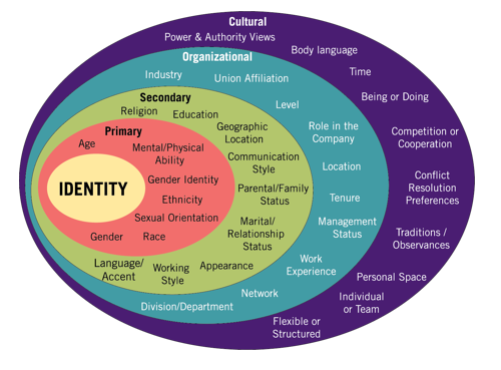 Cultural
Power & Authority Views
Body language
Time
Being or Doing
Competition or
Cooperation
Conflict
Resolution
Preferences
Traditions /
Observances
Personal Space
Individual
or Team
Flexible or
Structured
Organizational
Industry
Union Affiliation
Level
Role in the
Company
Location
Tenure
Management
Status
Work
Experience
Network
Division/Department
Secondary
Religion
Education
Geographic
Location
Communication
Style
Parental/Family
Status
Marital/
Relationship
Status
Appearance
Working
Style
Language/
Accent
Primary
Age
Mental/Physical
Ability
Gender Identity
Ethnicity
Sexual Orientation
Race
Gender
IDENTITY